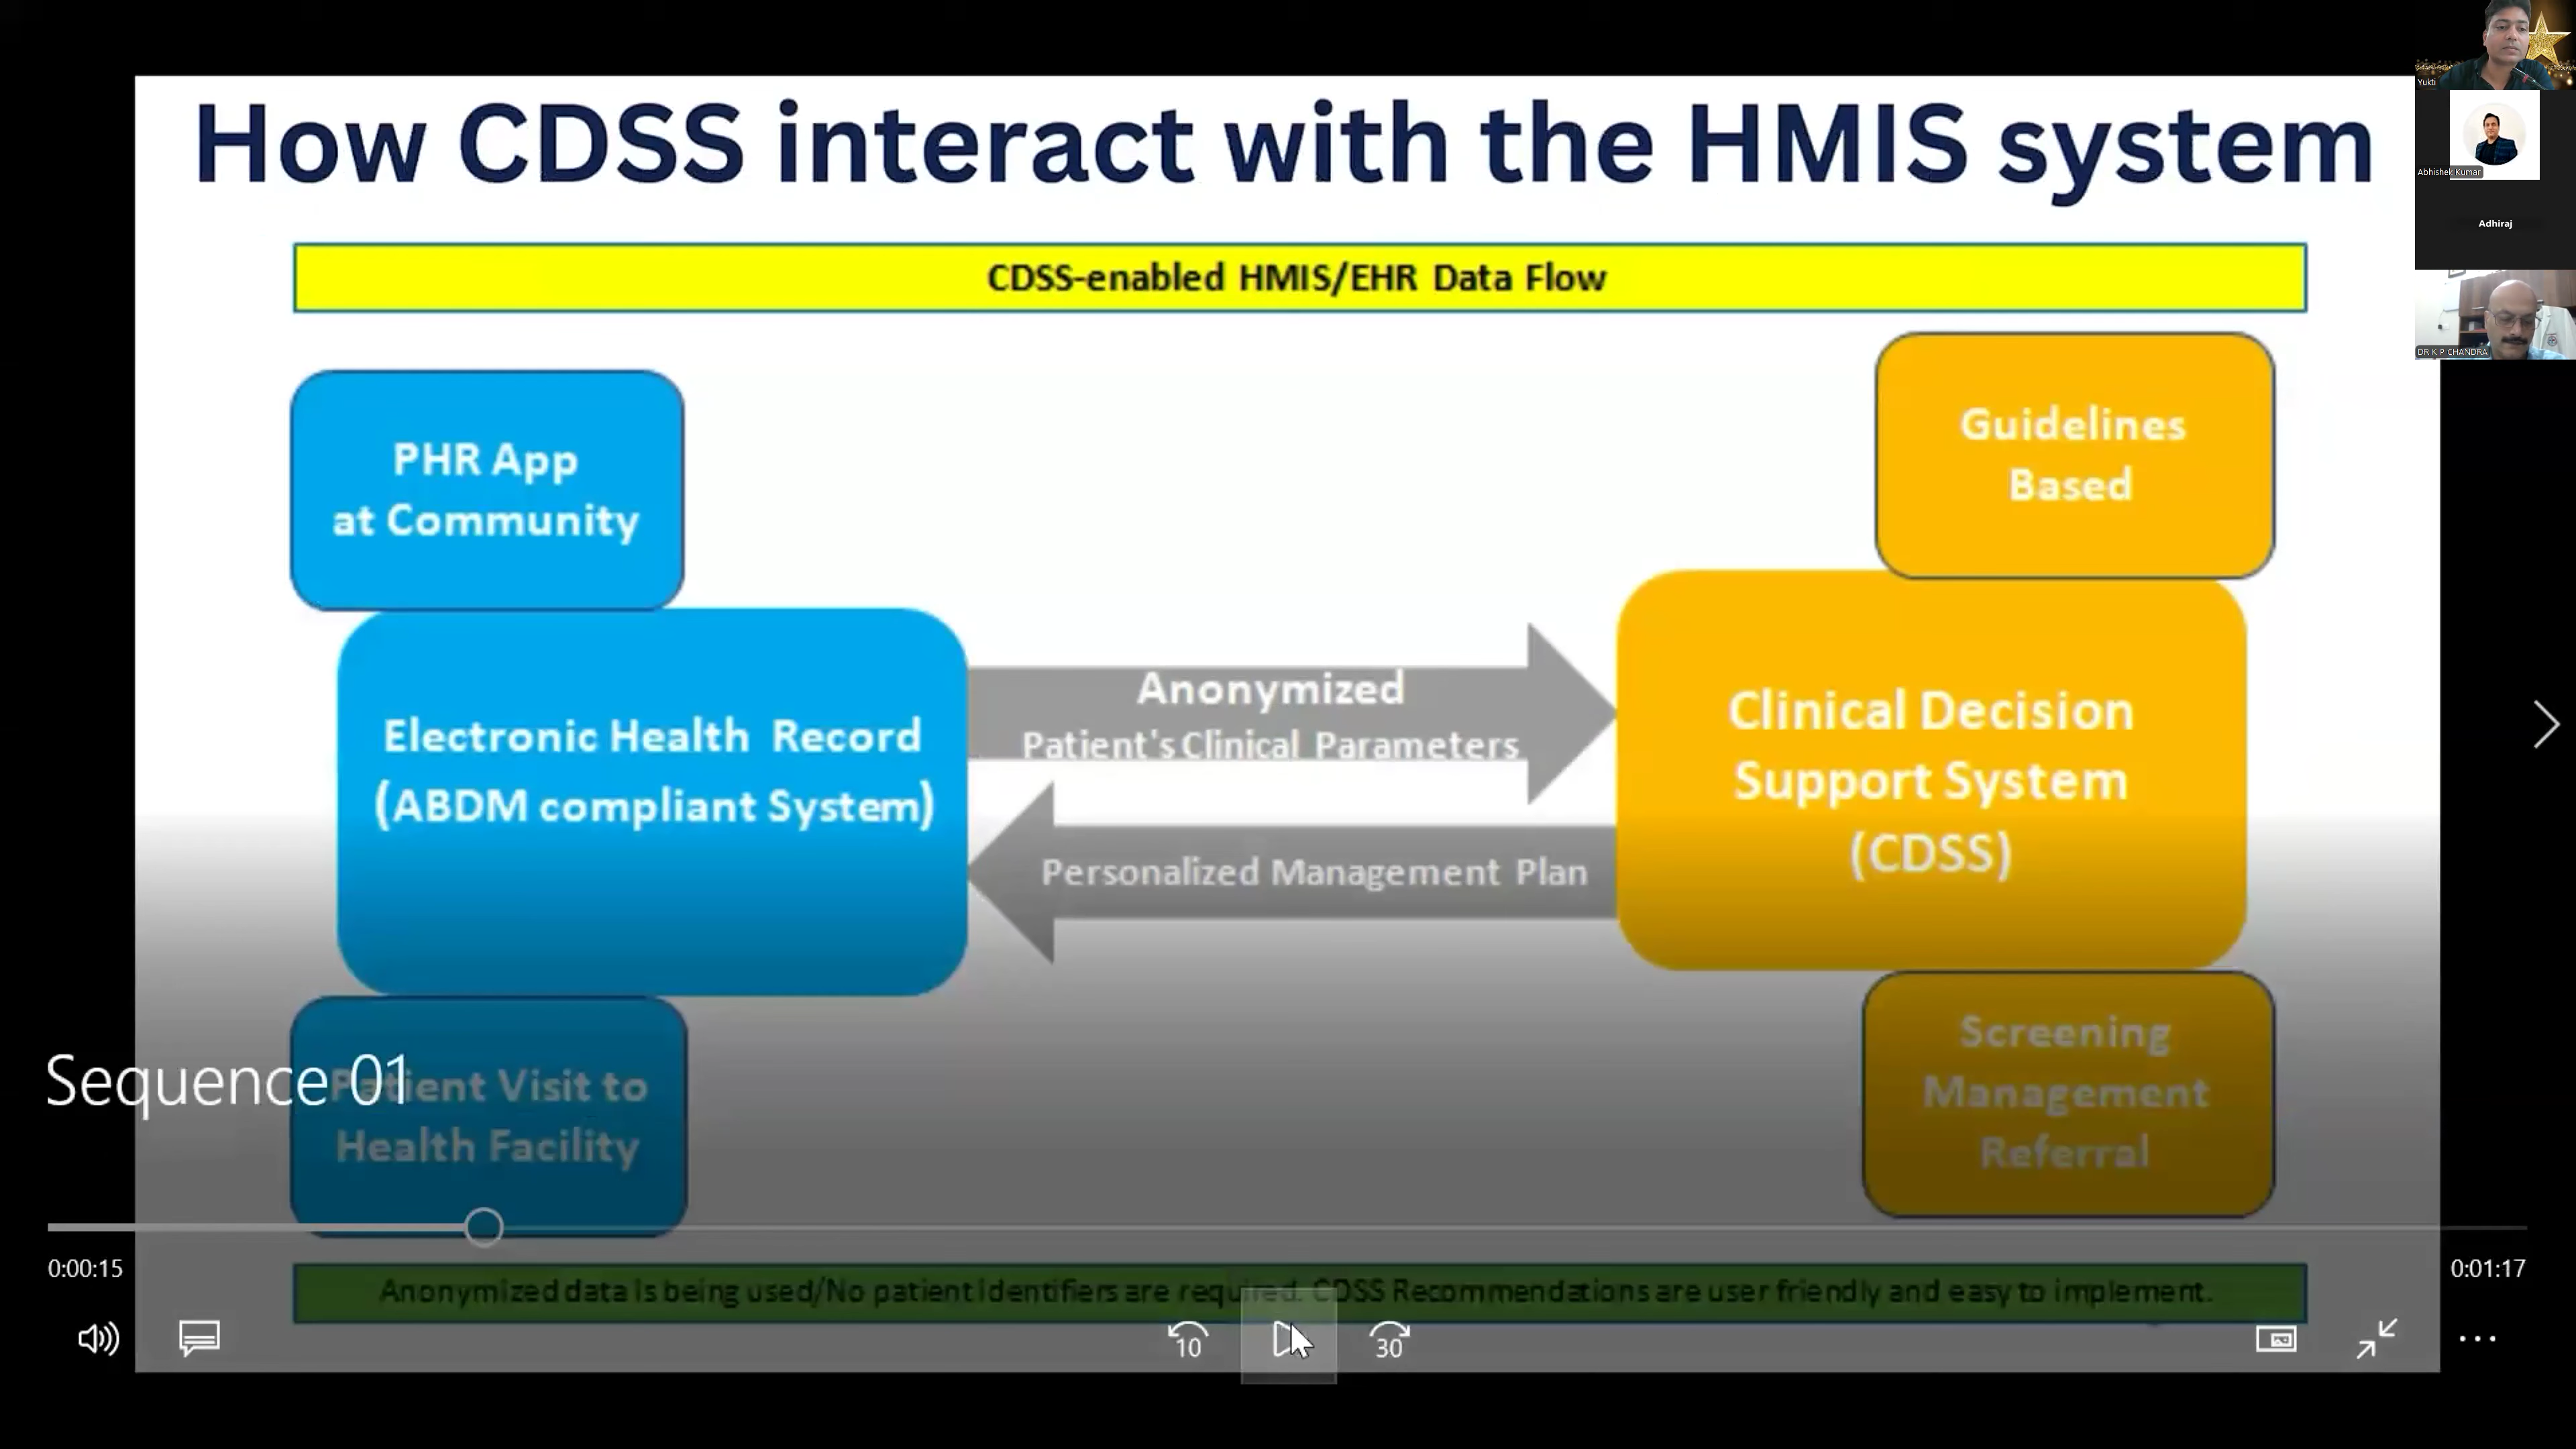 How CDSS interact with the HMIS system
Yukti
Abhishek Kumar
Adhiraj
DR K P CHANDRA
CDSS-enabled HMIS/EHR Data Flow
PHR App
at Community
Guidelines
Based
Electronic Health Record
(ABDM compliant System)
Anonymized
Patient's Clinical Parameters
Personalized Management Plan
Clinical Decision
Support System
(CDSS)
Sequence 01
Patient Visit to
Health Facility
Screening
Management
Referral
0:00:15
0:01:17
Anonymized data is being used/No patient identifiers are required. CDSS Recommendations are user friendly and easy to implement.
10
30